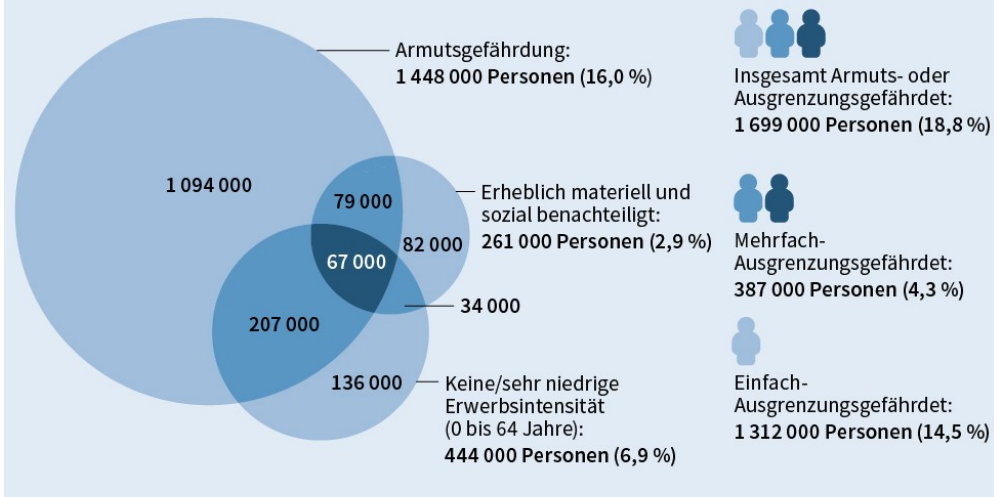 Armutsgefährdung:
1 448 000 Personen (16,0 %)
1 094 000
79 000
82 000
67 000
207 000
34 000
136 000
Erheblich materiell und
sozial benachteiligt:
261 000 Personen (2,9 %)
Keine/sehr niedrige
Erwerbsintensität
(0 bis 64 Jahre):
444 000 Personen (6,9 %)
Insgesamt Armuts- oder
Ausgrenzungsgefährdet:
1 699 000 Personen (18,8 %)
Mehrfach-
Ausgrenzungsgefährdet:
387 000 Personen (4,3 %)
Einfach-
Ausgrenzungsgefährdet:
1 312 000 Personen (14,5 %)